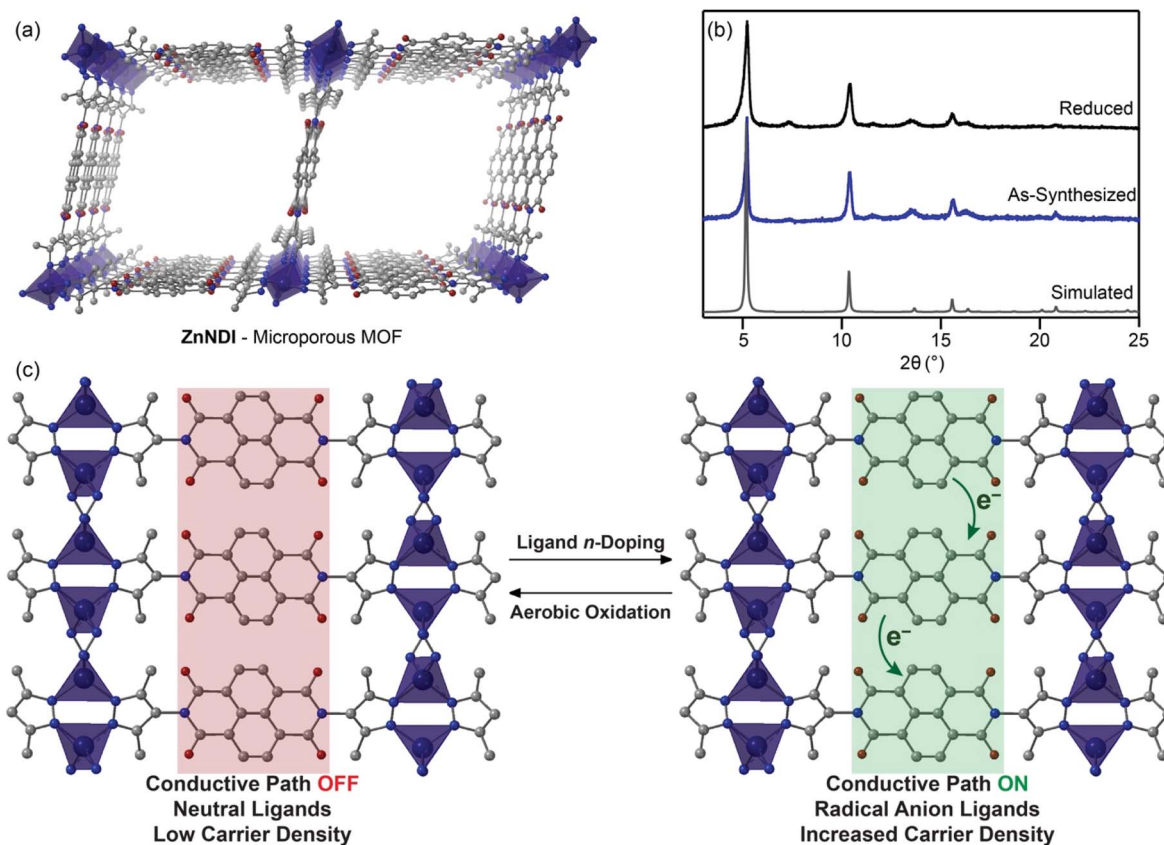 (a)
ZnNDI - Microporous MOF
(b)
Reduced
As-Synthesized
Simulated
5 10 15 20 25
2θ (°)
(c)
Ligand n-Doping
Aerobic Oxidation
e⁻
e⁻
Conductive Path OFF
Neutral Ligands
Low Carrier Density
Conductive Path ON
Radical Anion Ligands
Increased Carrier Density